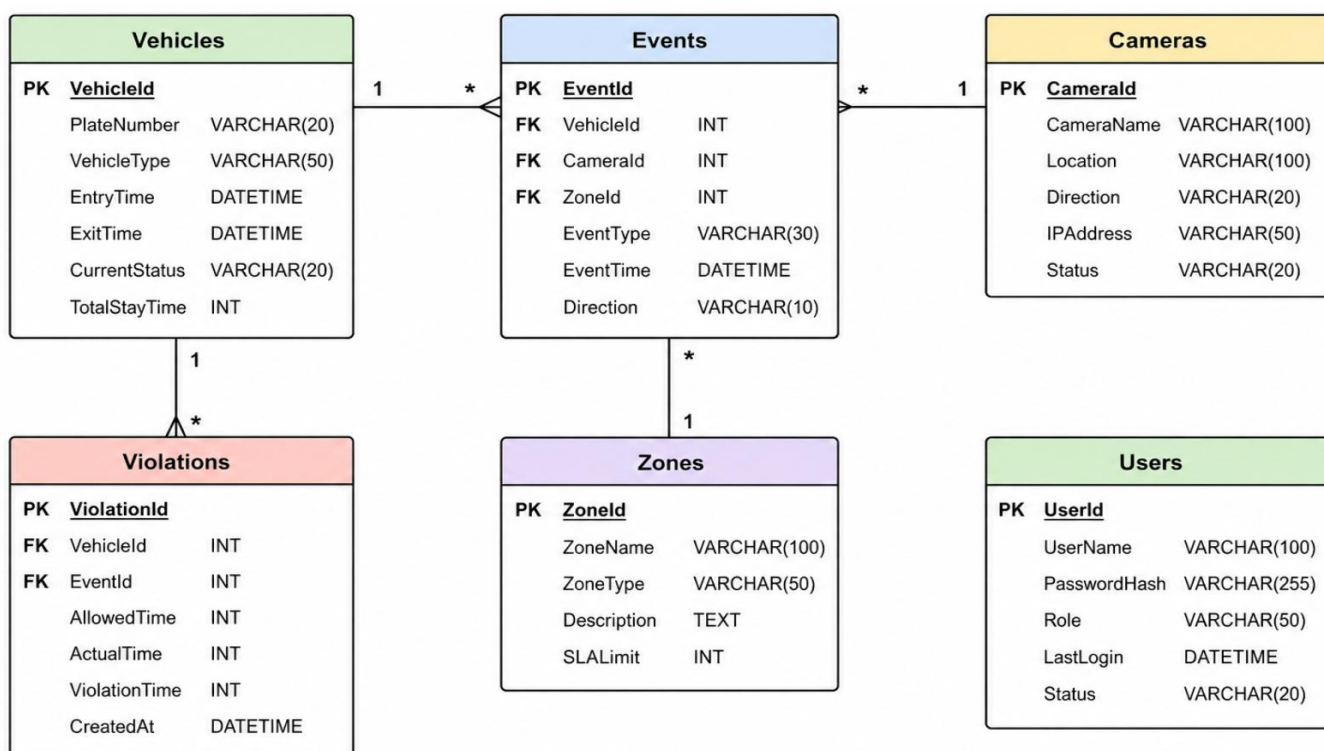 Vehicles
PK VehicleId
PlateNumber VARCHAR(20)
VehicleType VARCHAR(50)
EntryTime DATETIME
ExitTime DATETIME
CurrentStatus VARCHAR(20)
TotalStayTime INT
1 *
Events
PK EventId
FK VehicleId INT
FK CameraId INT
FK ZoneId INT
EventType VARCHAR(30)
EventTime DATETIME
Direction VARCHAR(10)
* 1
Cameras
PK CameraId
CameraName VARCHAR(100)
Location VARCHAR(100)
Direction VARCHAR(20)
IPAddress VARCHAR(50)
Status VARCHAR(20)
1
*
Violations
PK ViolationId
FK VehicleId INT
FK EventId INT
AllowedTime INT
ActualTime INT
ViolationTime INT
CreatedAt DATETIME
*
1
Zones
PK ZoneId
ZoneName VARCHAR(100)
ZoneType VARCHAR(50)
Description TEXT
SLALimit INT
Users
PK UserId
UserName VARCHAR(100)
PasswordHash VARCHAR(255)
Role VARCHAR(50)
LastLogin DATETIME
Status VARCHAR(20)